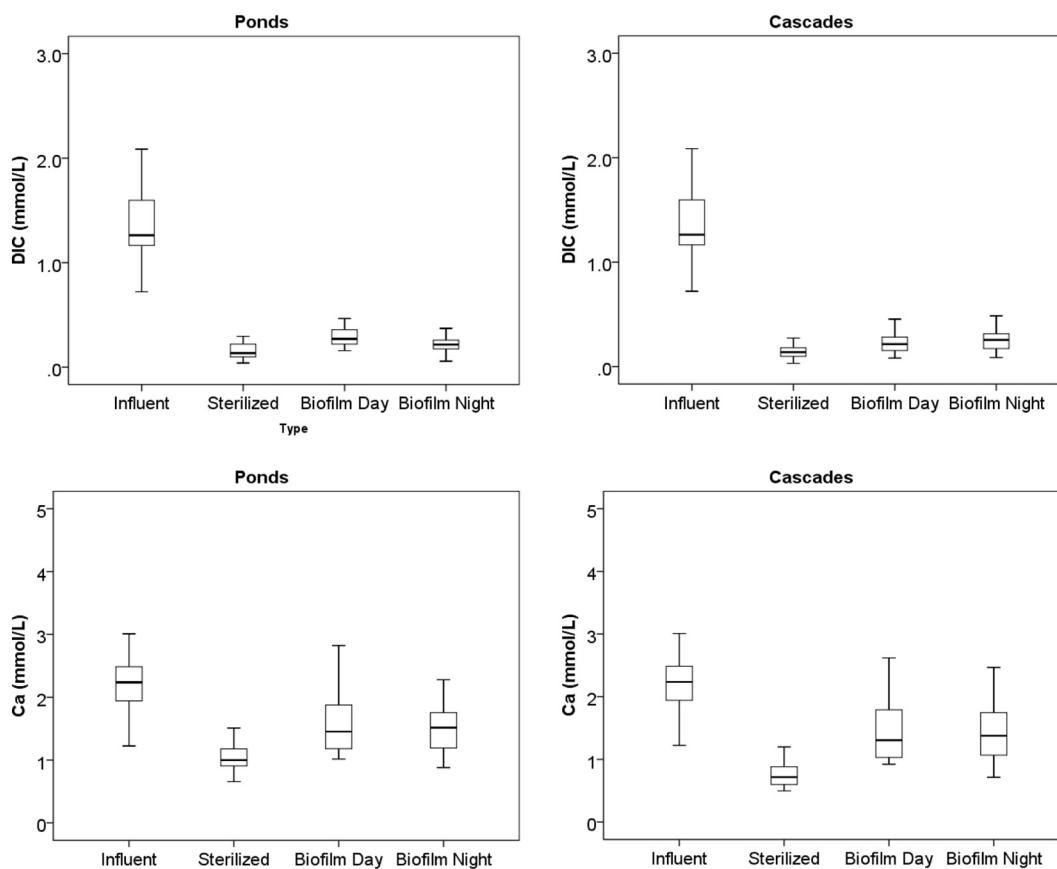 Ponds
3.0
2.0
1.0
.0
DIC (mmol/L)
Influent Sterilized Biofilm Day Biofilm Night
Type
Cascades
3.0
2.0
1.0
.0
DIC (mmol/L)
Influent Sterilized Biofilm Day Biofilm Night
Ponds
5
4
3
2
1
0
Ca (mmol/L)
Influent Sterilized Biofilm Day Biofilm Night
Cascades
5
4
3
2
1
0
Ca (mmol/L)
Influent Sterilized Biofilm Day Biofilm Night